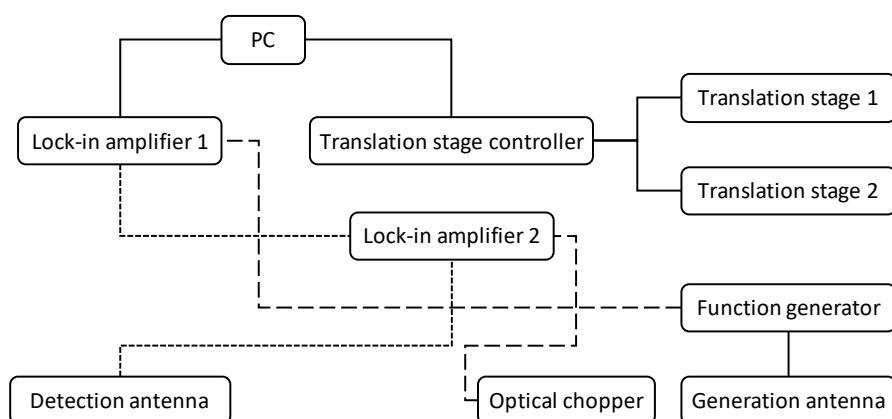 PC
Lock-in amplifier 1
Translation stage controller
Translation stage 1
Translation stage 2
Lock-in amplifier 2
Function generator
Detection antenna
Optical chopper
Generation antenna